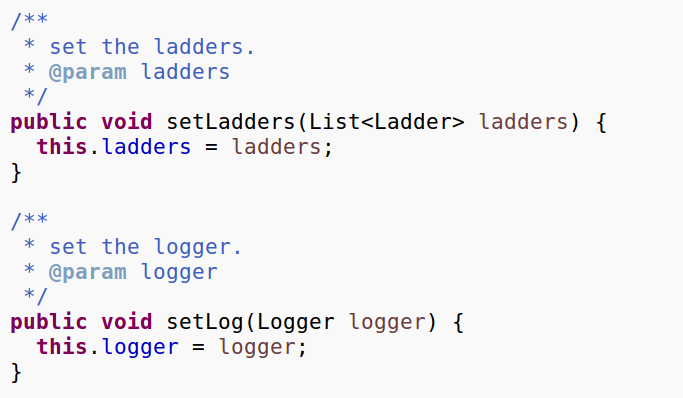 /**
 * set the ladders.
 * @param ladders
 */
public void setLadders(List<Ladder> ladders) {
  this.ladders = ladders;
}

/**
 * set the logger.
 * @param logger
 */
public void setLog(Logger logger) {
  this.logger = logger;
}